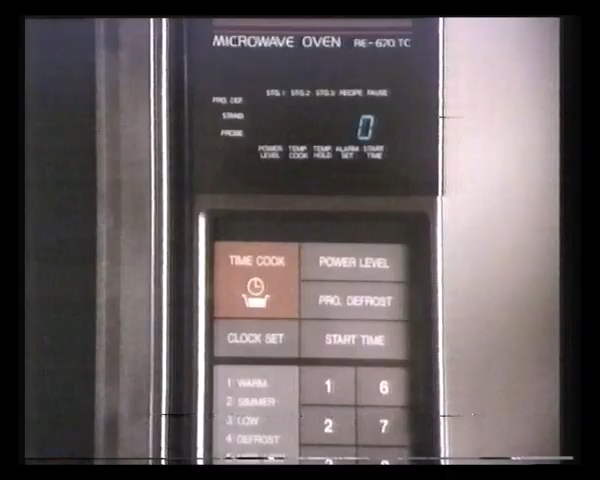 MICROWAVE OVEN RE-670 TC
STG.1 STG.2 STG.3 RECIPE PAUSE
PRO. DEF.
STAND
PROBE
0
POWER LEVEL TEMP COOK TEMP HOLD ALARM SET START TIME
TIME COOK
POWER LEVEL
PRO. DEFROST
CLOCK SET
START TIME
1 WARM
2 SIMMER
3 LOW
4 DEFROST
1 6
2 7